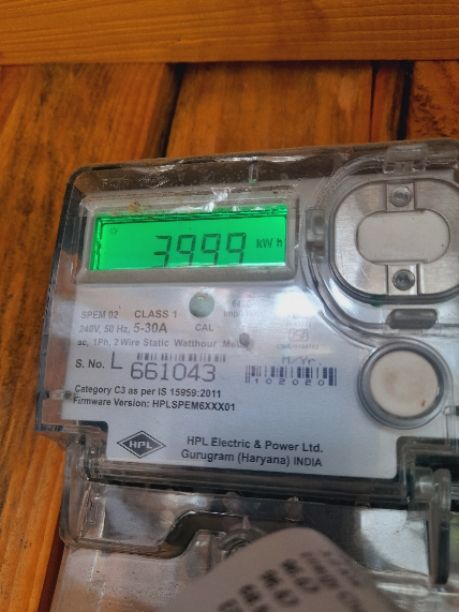 3999 kWh
SPEM 02 CLASS 1
240V, 50 Hz, 5-30A CAL
ac, 1Ph, 2 Wire Static Watthour Meter
M/Yr.
S. No. L 661043
102020
Category C3 as per IS 15959:2011
Firmware Version: HPLSPEM6XXX01
HPL
HPL Electric & Power Ltd.
Gurugram (Haryana) INDIA